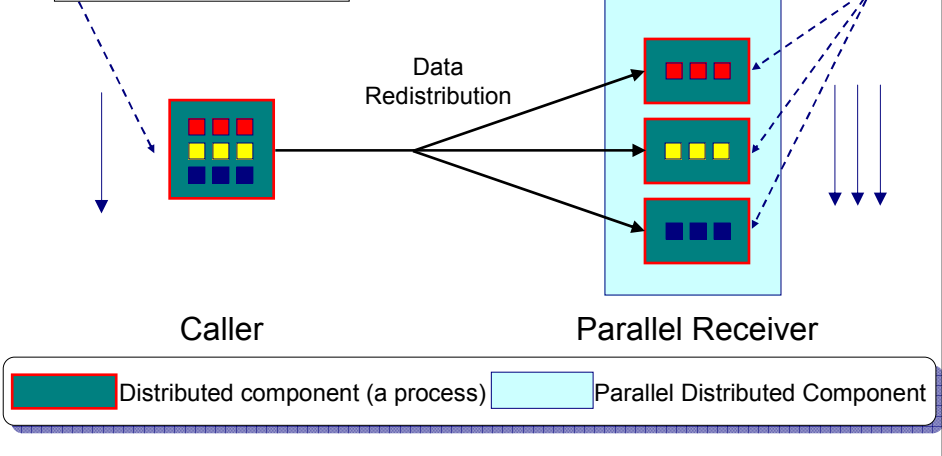 Data
Redistribution
Caller
Parallel Receiver
Distributed component (a process)
Parallel Distributed Component